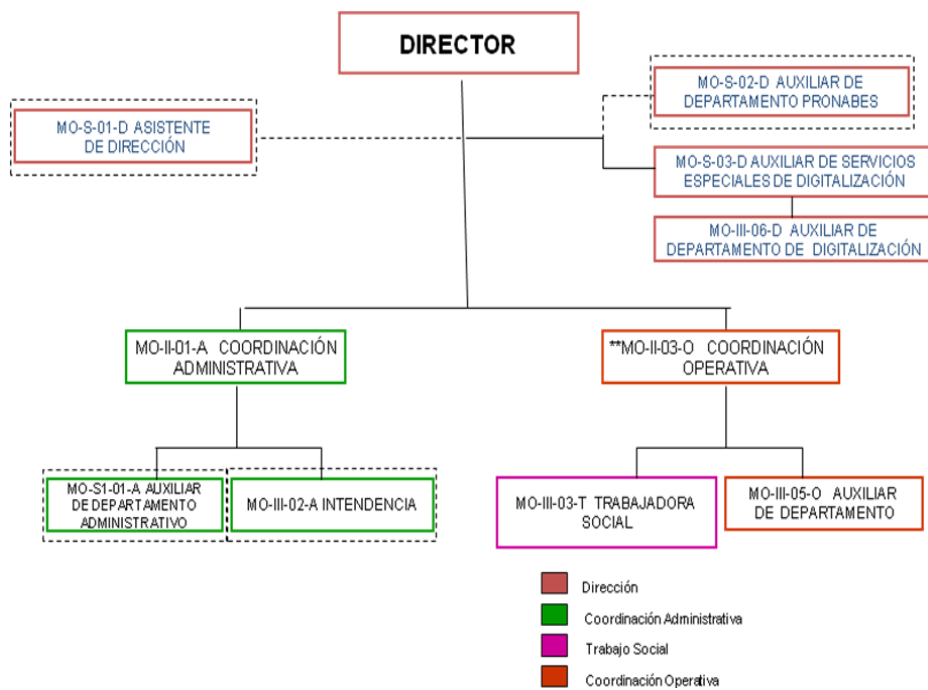 DIRECTOR
MO-S-01-D ASISTENTE
DE DIRECCIÓN
MO-S-02-D AUXILIAR DE
DEPARTAMENTO PRONABES
MO-S-03-D AUXILIAR DE SERVICIOS
ESPECIALES DE DIGITALIZACIÓN
MO-III-06-D AUXILIAR DE
DEPARTAMENTO DE DIGITALIZACIÓN
MO-II-01-A COORDINACIÓN
ADMINISTRATIVA
**MO-II-03-O COORDINACIÓN
OPERATIVA
MO-S1-01-A AUXILIAR
DE DEPARTAMENTO
ADMINISTRATIVO
MO-III-02-A INTENDENCIA
MO-III-03-T TRABAJADORA
SOCIAL
MO-III-05-O AUXILIAR
DE DEPARTAMENTO
Dirección
Coordinación Administrativa
Trabajo Social
Coordinación Operativa